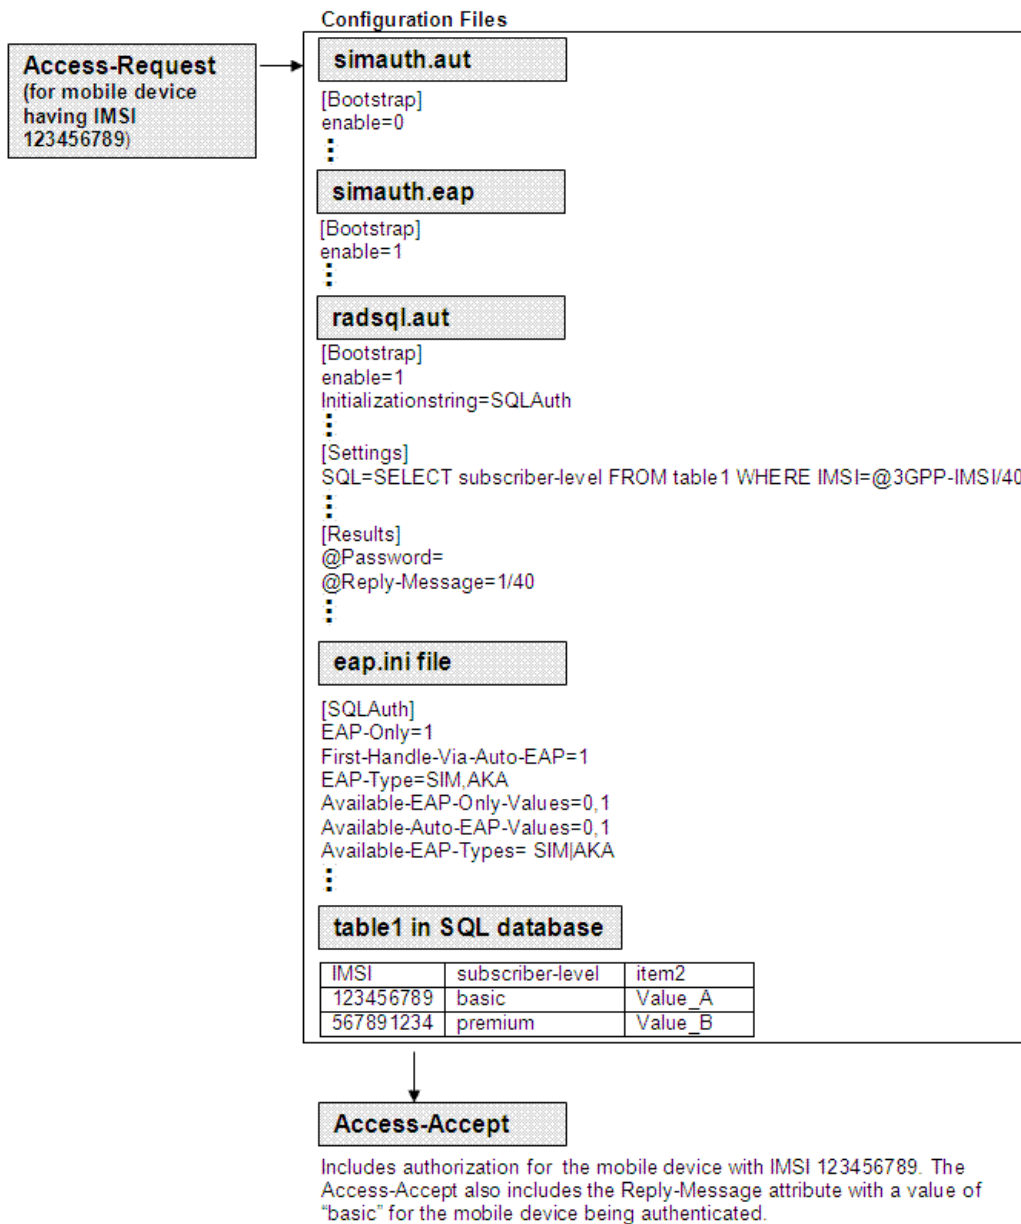 Configuration Files
Access-Request
(for mobile device
having IMSI
123456789)
simauth.aut
[Bootstrap]
enable=0
simauth.eap
[Bootstrap]
enable=1
radsql.aut
[Bootstrap]
enable=1
Initializationstring=SQLAuth
[Settings]
SQL=SELECT subscriber-level FROM table1 WHERE IMSI=@3GPP-IMSI/40
[Results]
@Password=
@Reply-Message=1/40
eap.ini file
[SQLAuth]
EAP-Only=1
First-Handle-Via-Auto-EAP=1
EAP-Type=SIM,AKA
Available-EAP-Only-Values=0,1
Available-Auto-EAP-Values=0,1
Available-EAP-Types= SIM|AKA
table1 in SQL database
IMSI subscriber-level item2
123456789 basic Value_A
567891234 premium Value_B
Access-Accept
Includes authorization for the mobile device with IMSI 123456789. The
Access-Accept also includes the Reply-Message attribute with a value of
“basic” for the mobile device being authenticated.